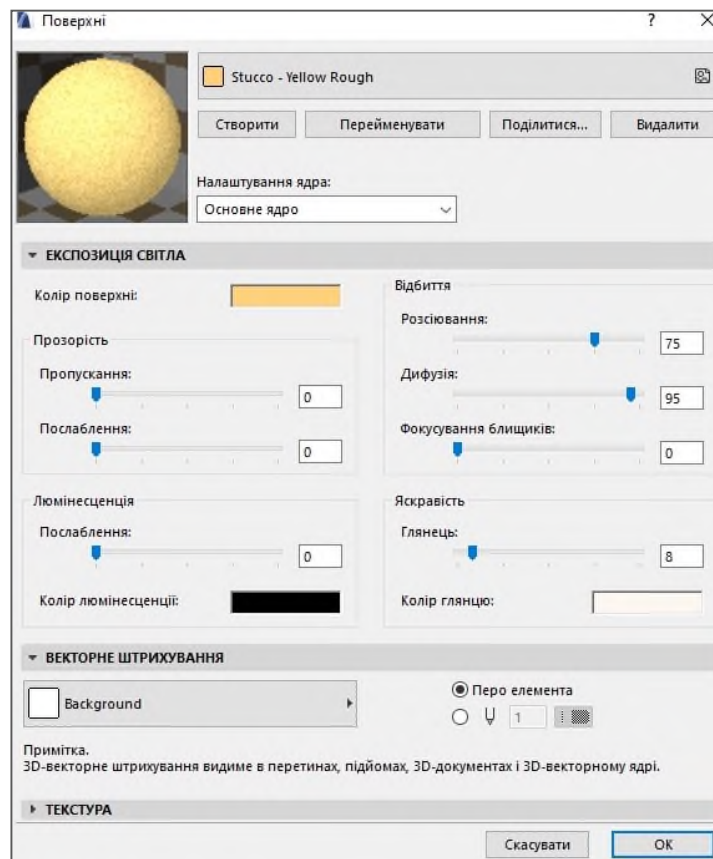 Поверхні ? ×
Stucco - Yellow Rough
Створити Перейменувати Поділитися... Видалити
Налаштування ядра:
Основне ядро
ЕКСПОЗИЦІЯ СВІТЛА
Колір поверхні:
Прозорість
Пропускання:
0
Послаблення:
0
Відбиття
Розсіювання:
75
Дифузія:
95
Фокусування блищиків:
0
Люмінесценція
Послаблення:
0
Колір люмінесценції:
Яскравість
Глянець:
8
Колір глянцю:
ВЕКТОРНЕ ШТРИХУВАННЯ
Background
Перо елемента
1
Примітка.
3D-векторне штрихування видиме в перетинах, підйомах, 3D-документах і 3D-векторному ядрі.
ТЕКСТУРА
Скасувати OK